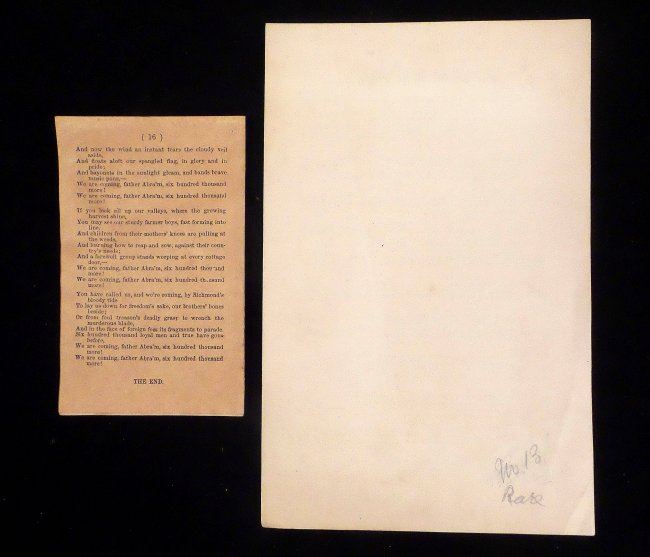 ( 16 )
And now the wind an instant tears the cloudy veil
aside,
And floats aloft our spangled flag, in glory and in
pride;
And bayonets in the sunlight gleam, and bands brave
music pour,—
We are coming, father Abra'm, six hundred thousand
more!
We are coming, father Abra'm, six hundred thousand
more!
If you look all up our valleys, where the growing
harvest shine,
You may see our sturdy farmer boys, fast forming into
line;
And children from their mothers' knees are pulling at
the weeds,
And learning how to reap and sow, against their coun-
try's needs;
And a farewell group stands weeping at every cottage
door,—
We are coming, father Abra'm, six hundred thousand
more!
We are coming, father Abra'm, six hundred thousand
more!
You have called us, and we're coming, by Richmond's
bloody tide
To lay us down for freedom's sake, our brothers' bones
beside;
Or from foul treason's deadly grasp to wrench the
murderous blade,
And in the face of foreign foes its fragments to parade.
Six hundred thousand loyal men and true have gone
before,
We are coming, father Abra'm, six hundred thousand
more!
We are coming, father Abra'm, six hundred thousand
more!
THE END.
No 13
Rare